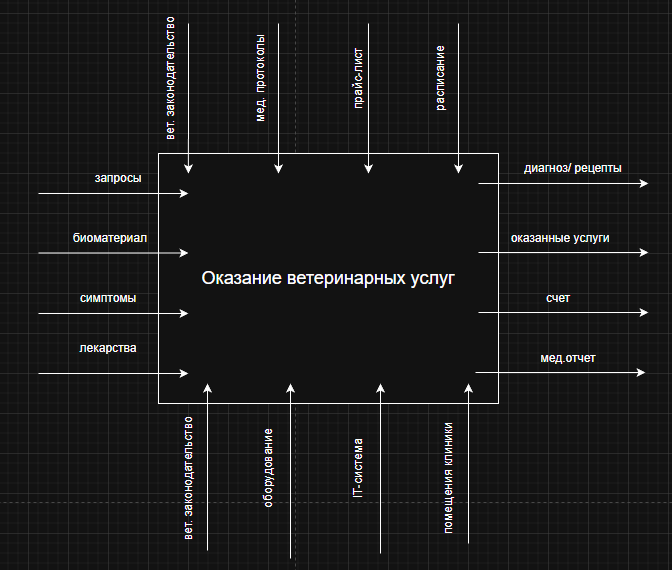 вет. законодательство
мед. протоколы
прайс-лист
расписание
запросы
биоматериал
симптомы
лекарства
Оказание ветеринарных услуг
диагноз/ рецепты
оказанные услуги
счет
мед.отчет
вет. законодательство
оборудование
IT-система
помещения клиники